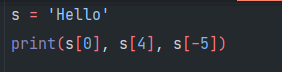 s = 'Hello'
print(s[0], s[4], s[-5])